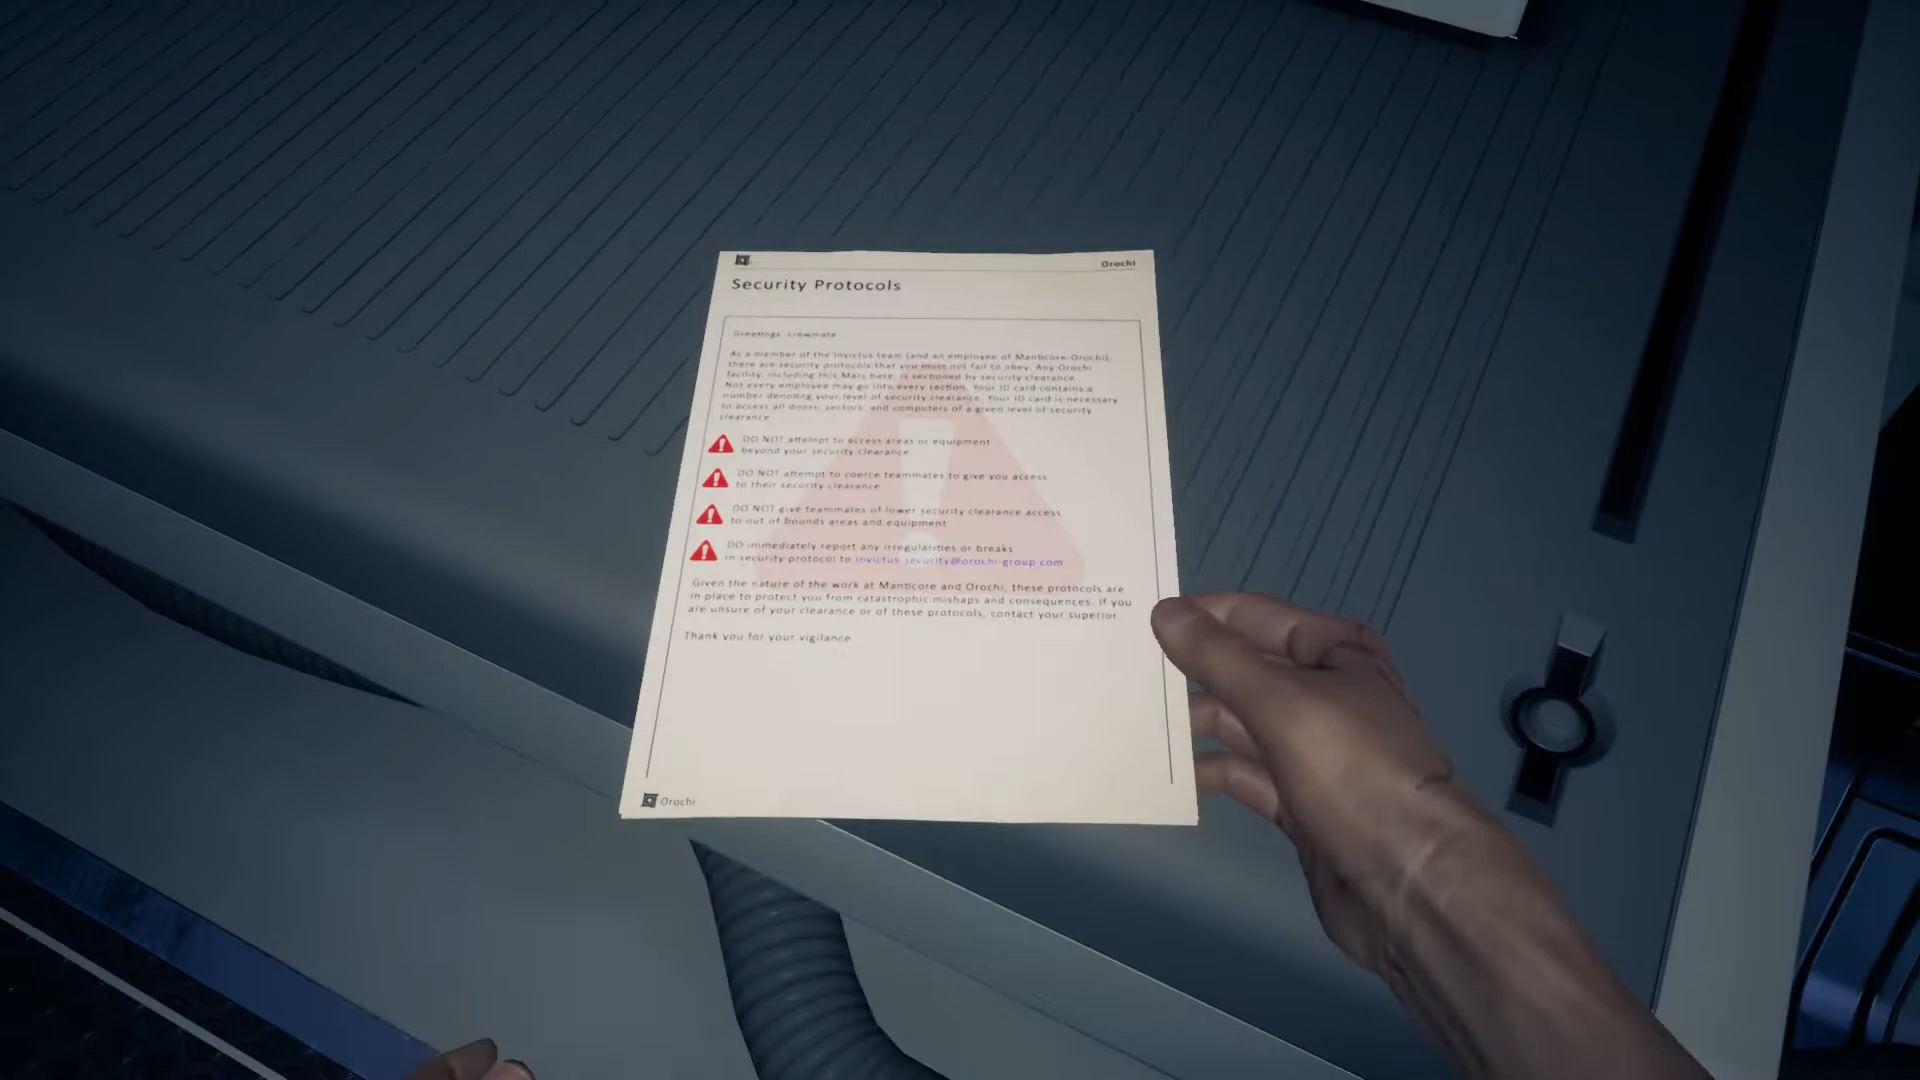 Orochi
Security Protocols
Greetings, crewmate
As a member of the Invictus team (and an employee of Manticore-Orochi),
there are security protocols that you must not fail to obey. Any Orochi
facility, including this Mars base, is sectioned by security clearance.
Not every employee may go into every section. Your ID card contains a
number denoting your level of security clearance. Your ID card is necessary
to access all doors, sectors, and computers of a given level of security
clearance.
DO NOT attempt to access areas or equipment
beyond your security clearance.
DO NOT attempt to coerce teammates to give you access
to their security clearance.
DO NOT give teammates of lower security clearance access
to out of bounds areas and equipment.
DO immediately report any irregularities or breaks
in security protocol to invictus.security@orochi-group.com
Given the nature of the work at Manticore and Orochi, these protocols are
in place to protect you from catastrophic mishaps and consequences. If you
are unsure of your clearance or of these protocols, contact your superior.
Thank you for your vigilance.
Orochi